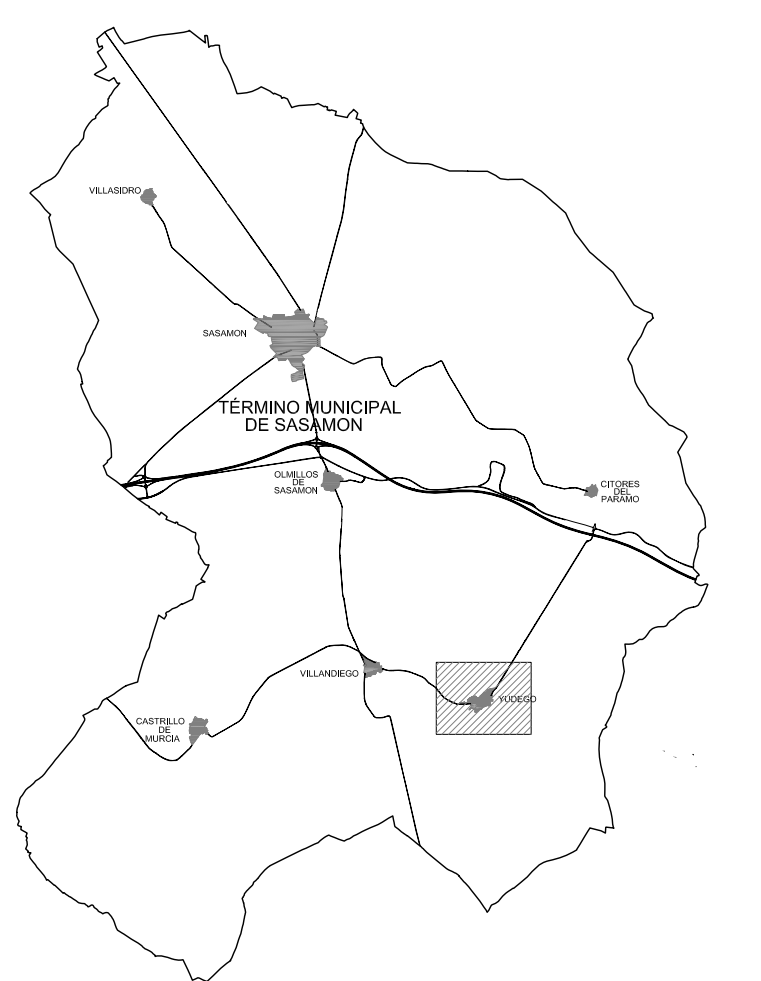 VILLASIDRO
SASAMON
TÉRMINO MUNICIPAL
DE SASAMON
OLMILLOS
DE
SASAMON
CITORES
DEL
PARAMO
VILLANDIEGO
YUDEGO
CASTRILLO
DE
MURCIA